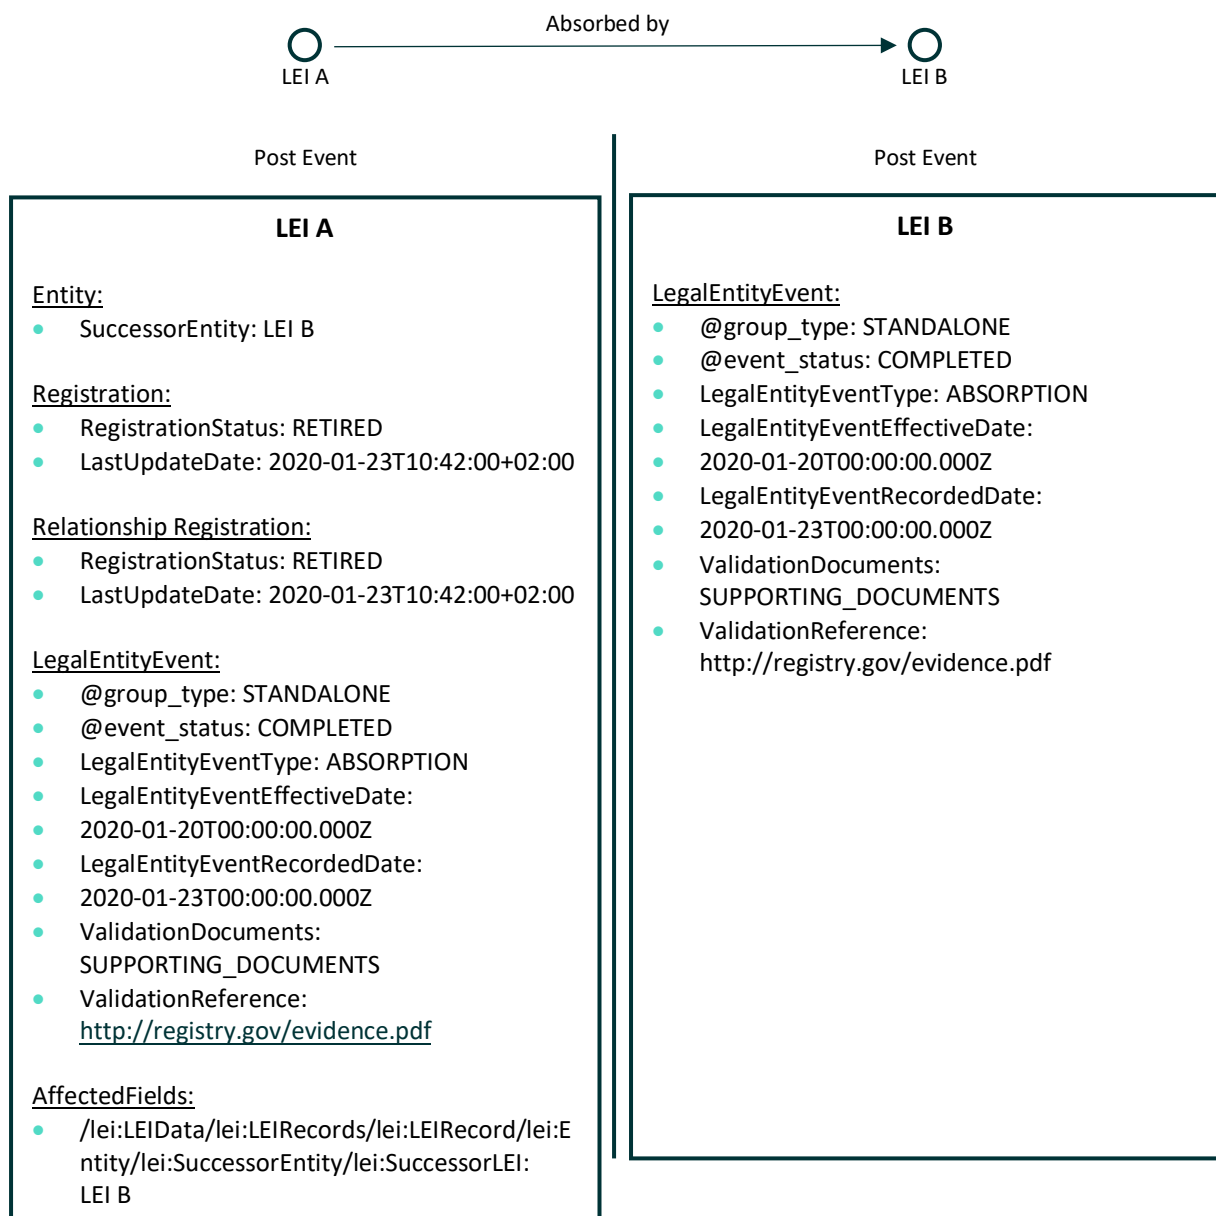 Absorbed by
LEI A
LEI B
Post Event
Post Event
LEI A
Entity:
SuccessorEntity: LEI B
Registration:
RegistrationStatus: RETIRED
LastUpdateDate: 2020-01-23T10:42:00+02:00
Relationship Registration:
RegistrationStatus: RETIRED
LastUpdateDate: 2020-01-23T10:42:00+02:00
LegalEntityEvent:
@group_type: STANDALONE
@event_status: COMPLETED
LegalEntityEventType: ABSORPTION
LegalEntityEventEffectiveDate:
2020-01-20T00:00:00.000Z
LegalEntityEventRecordedDate:
2020-01-23T00:00:00.000Z
ValidationDocuments:
SUPPORTING_DOCUMENTS
ValidationReference:
http://registry.gov/evidence.pdf
AffectedFields:
/lei:LEIData/lei:LEIRecords/lei:LEIRecord/lei:E
ntity/lei:SuccessorEntity/lei:SuccessorLEI:
LEI B
LEI B
LegalEntityEvent:
@group_type: STANDALONE
@event_status: COMPLETED
LegalEntityEventType: ABSORPTION
LegalEntityEventEffectiveDate:
2020-01-20T00:00:00.000Z
LegalEntityEventRecordedDate:
2020-01-23T00:00:00.000Z
ValidationDocuments:
SUPPORTING_DOCUMENTS
ValidationReference:
http://registry.gov/evidence.pdf